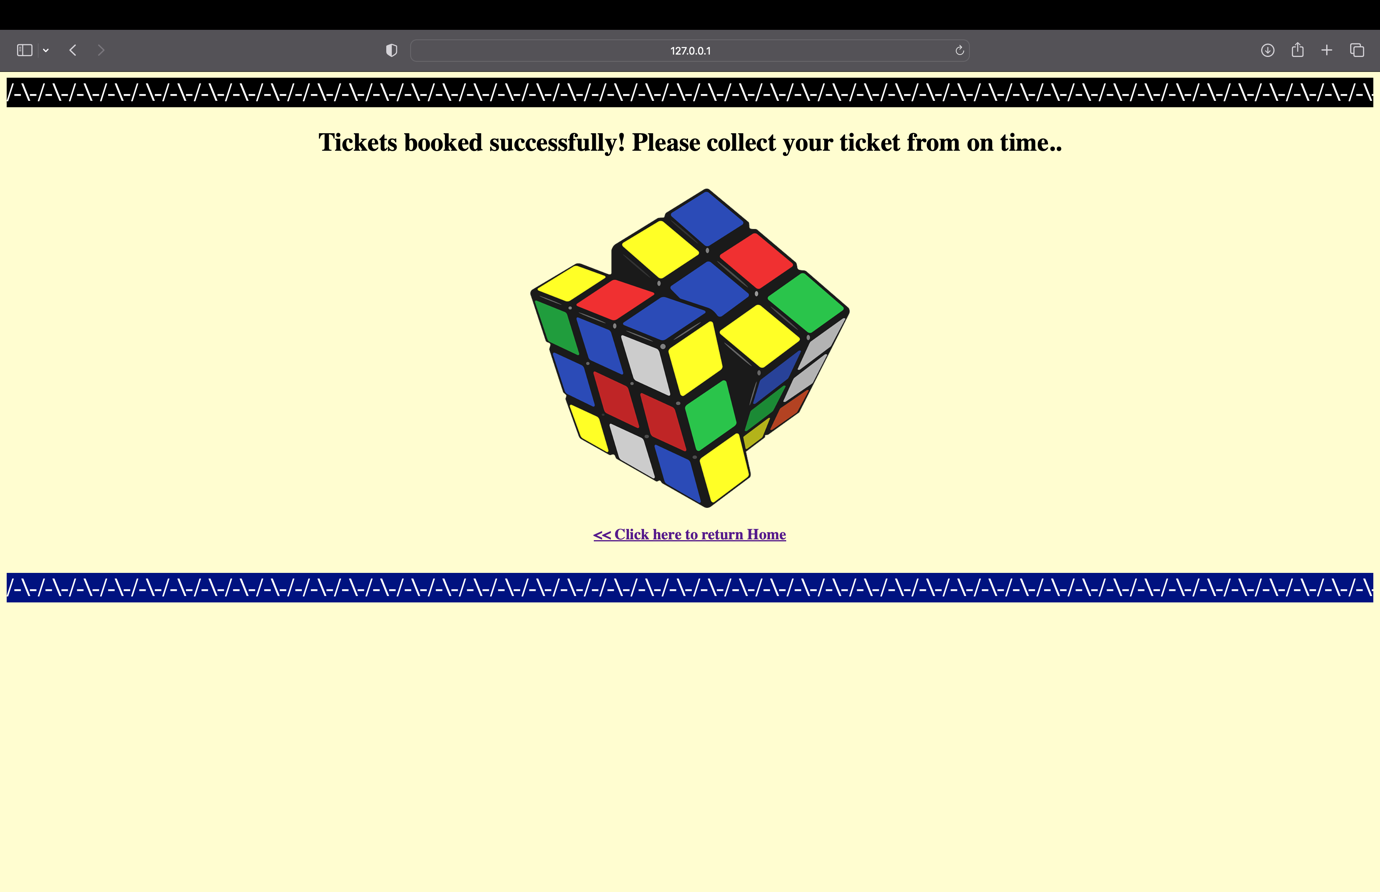 127.0.0.1
/-\-/-\-/-\-/-\-/-\-/-\-/-\-/-\-/-\-/-\-/-\-/-\-/-\-/-\-/-\-/-\-/-\-/-\-/-\-/-\-/-\-/-\-/-\-/-\-/-\-/-\-/-\-/-\-/-\-/-\-/-\-/-\-/-\-/-\-/-\-/-\-/-\-/-\-/-\-/-\-/-\-/-\-/-\-/-\-/-\-
Tickets booked successfully! Please collect your ticket from on time..
<< Click here to return Home
/-\-/-\-/-\-/-\-/-\-/-\-/-\-/-\-/-\-/-\-/-\-/-\-/-\-/-\-/-\-/-\-/-\-/-\-/-\-/-\-/-\-/-\-/-\-/-\-/-\-/-\-/-\-/-\-/-\-/-\-/-\-/-\-/-\-/-\-/-\-/-\-/-\-/-\-/-\-/-\-/-\-/-\-/-\-/-\-/-\-